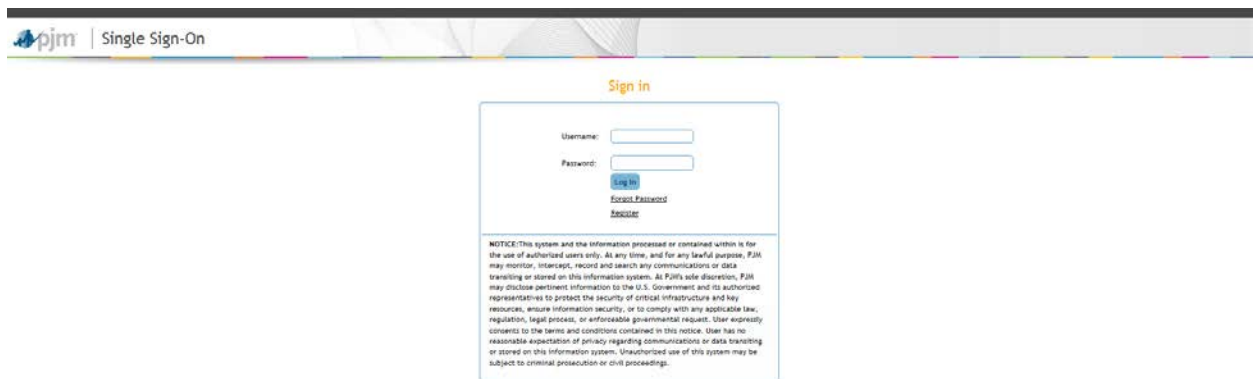 pjm Single Sign-On
Sign in
Username:
Password:
Log In
Forgot Password
Register
NOTICE:This system and the information processed or contained within is for
the use of authorized users only. At any time, and for any lawful purpose, PJM
may monitor, intercept, record and search any communications or data
transiting or stored on this information system. At PJM's sole discretion, PJM
may disclose pertinent information to the U.S. Government and its authorized
representatives to protect the security of critical infrastructure and key
resources, ensure information security, or to comply with any applicable law,
regulation, legal process, or enforceable governmental request. User expressly
consents to the terms and conditions contained in this notice. User has no
reasonable expectation of privacy regarding communications or data transiting
or stored on this information system. Unauthorized use of this system may be
subject to criminal prosecution or civil proceedings.